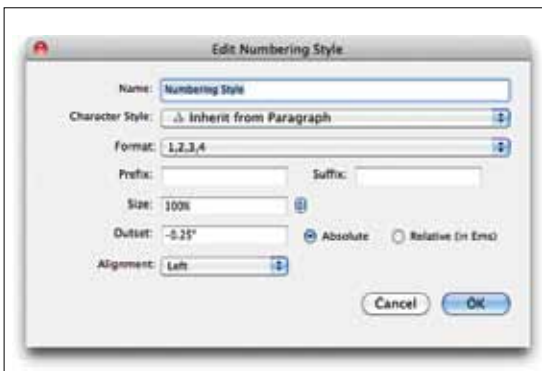 Edit Numbering Style
Name: Numbering Style
Character Style: Inherit from Paragraph
Format: 1,2,3,4
Prefix: Suffix:
Size: 100%
Outset: -0.25" Absolute Relative (in Ems)
Alignment: Left
Cancel OK